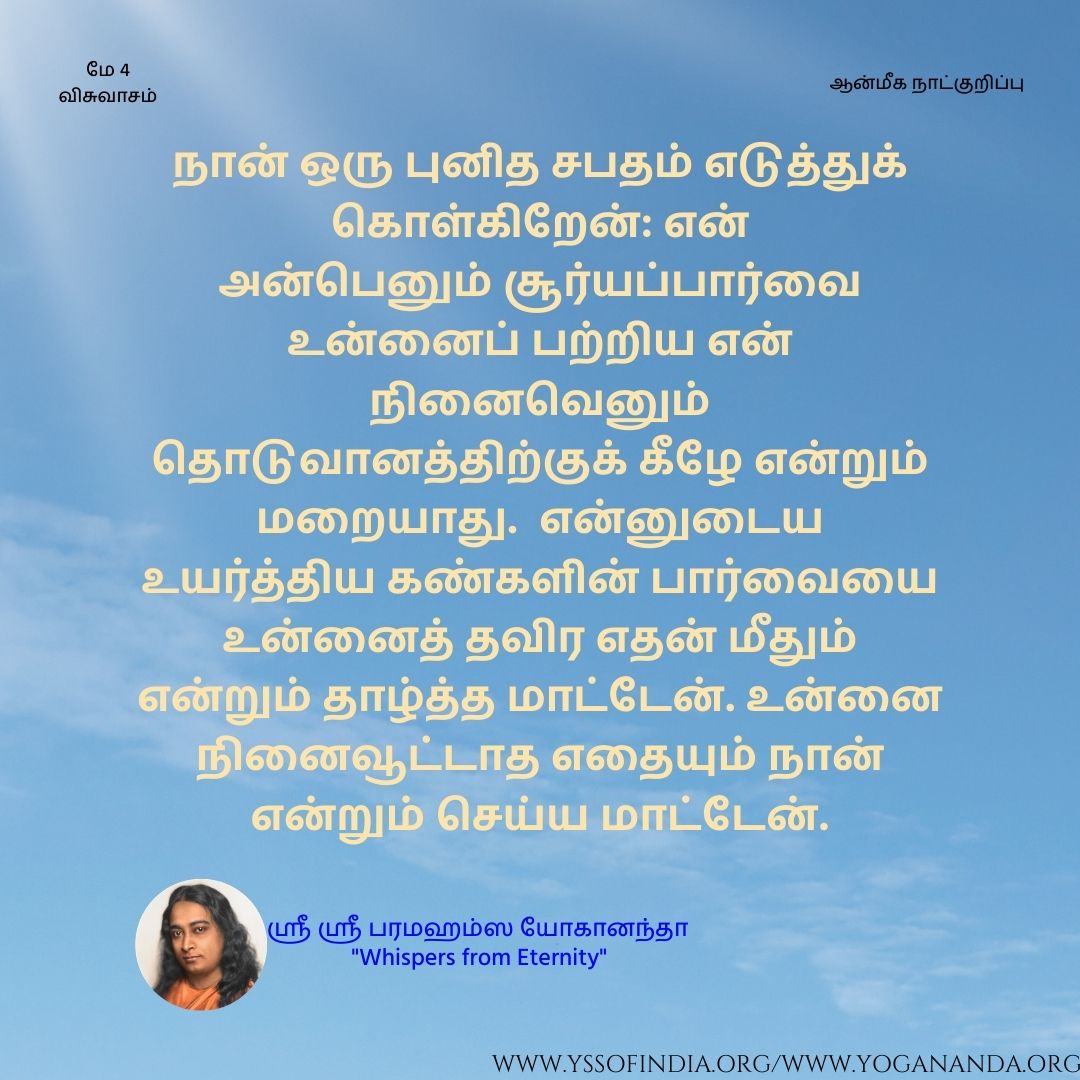 மே 4
விசுவாசம்
ஆன்மீக நாட்குறிப்பு
நான் ஒரு புனித சபதம் எடுத்துக்
கொள்கிறேன்: என்
அன்பெனும் சூர்யப்பார்வை
உன்னைப் பற்றிய என்
நினைவெனும்
தொடுவானத்திற்குக் கீழே என்றும்
மறையாது. என்னுடைய
உயர்த்திய கண்களின் பார்வையை
உன்னைத் தவிர எதன் மீதும்
என்றும் தாழ்த்த மாட்டேன். உன்னை
நினைவூட்டாத எதையும் நான்
என்றும் செய்ய மாட்டேன்.
ஸ்ரீ ஸ்ரீ பரமஹம்ஸ யோகானந்தா
"Whispers from Eternity"
WWW.YSSOFINDIA.ORG/WWW.YOGANANDA.ORG